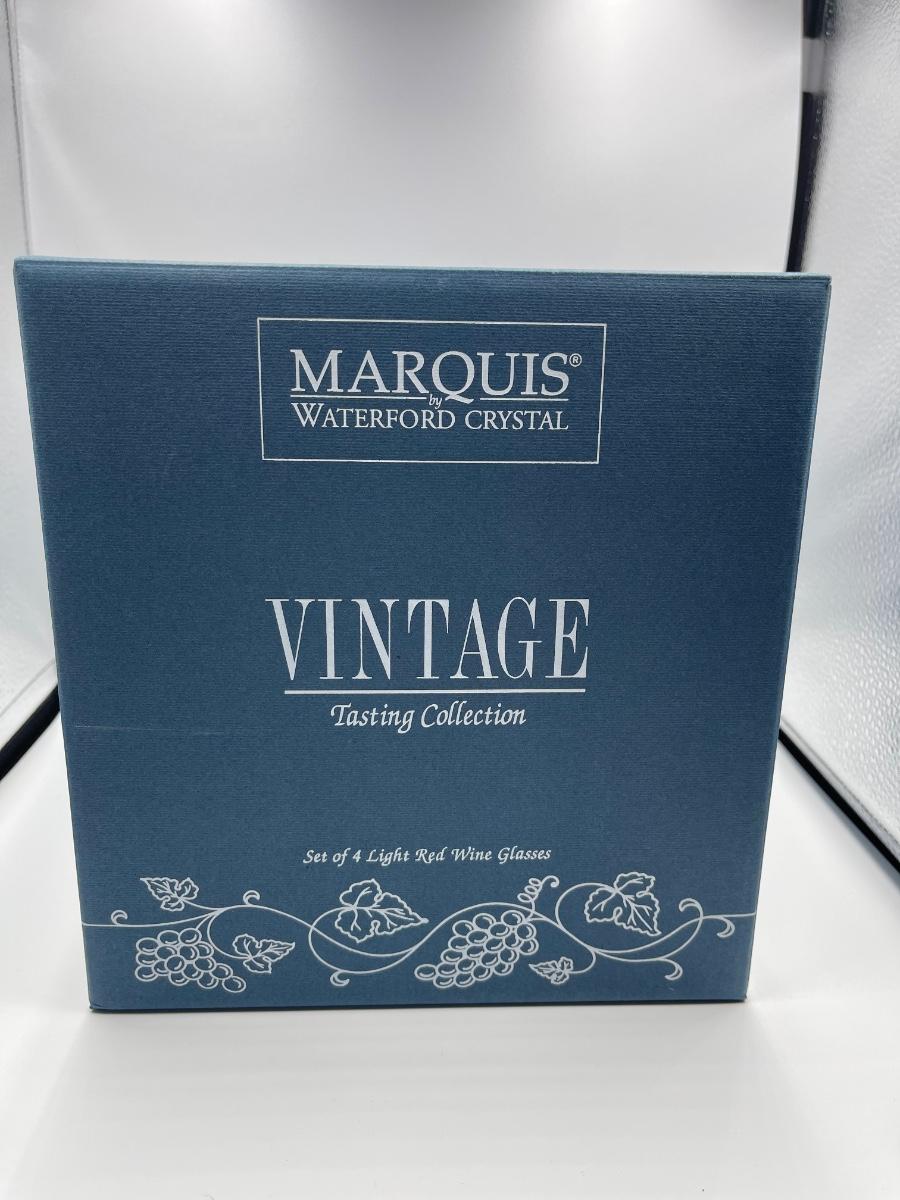 MARQUIS®
by
WATERFORD CRYSTAL
VINTAGE
Tasting Collection
Set of 4 Light Red Wine Glasses